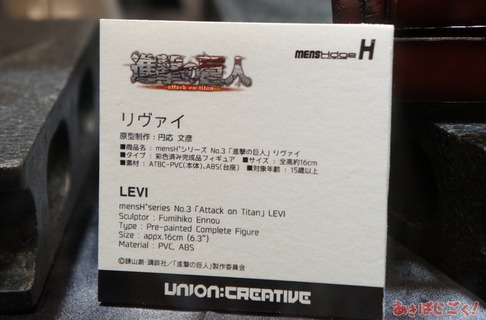 mensHdge H
進撃の巨人
attack on titan
リヴァイ
原型制作：円応 文彦
■商品名：mensH"シリーズ No.3「進撃の巨人」リヴァイ
■タイプ：彩色済み完成品フィギュア ■サイズ：全高約16cm
■素材：ATBC-PVC(本体)、ABS(台座) ■対象年齢：15歳以上
LEVI
mensH"series No.3「Attack on Titan」LEVI
Sculptor : Fumihiko Ennou
Type : Pre-painted Complete Figure
Size : appx.16cm (6.3")
Material : PVC, ABS
©諫山創・講談社/「進撃の巨人」製作委員会
UNION:CREATIVE
あきばじごく!